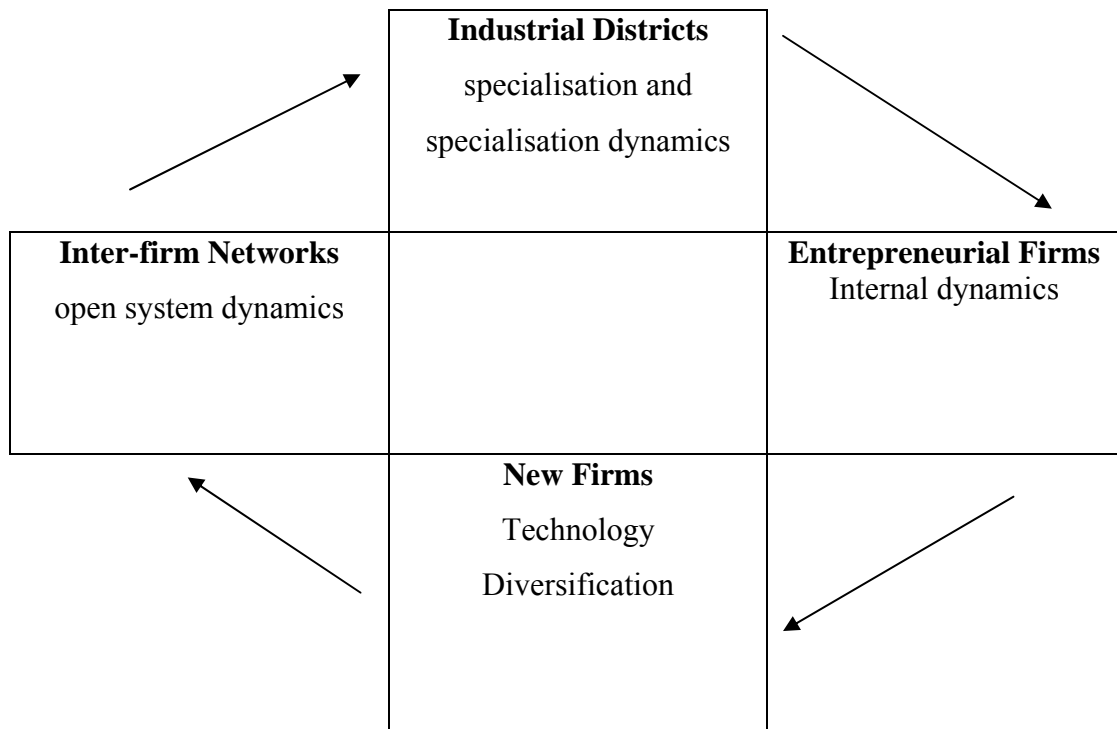 Industrial Districts
specialisation and
specialisation dynamics
Inter-firm Networks
open system dynamics
Entrepreneurial Firms
Internal dynamics
New Firms
Technology
Diversification